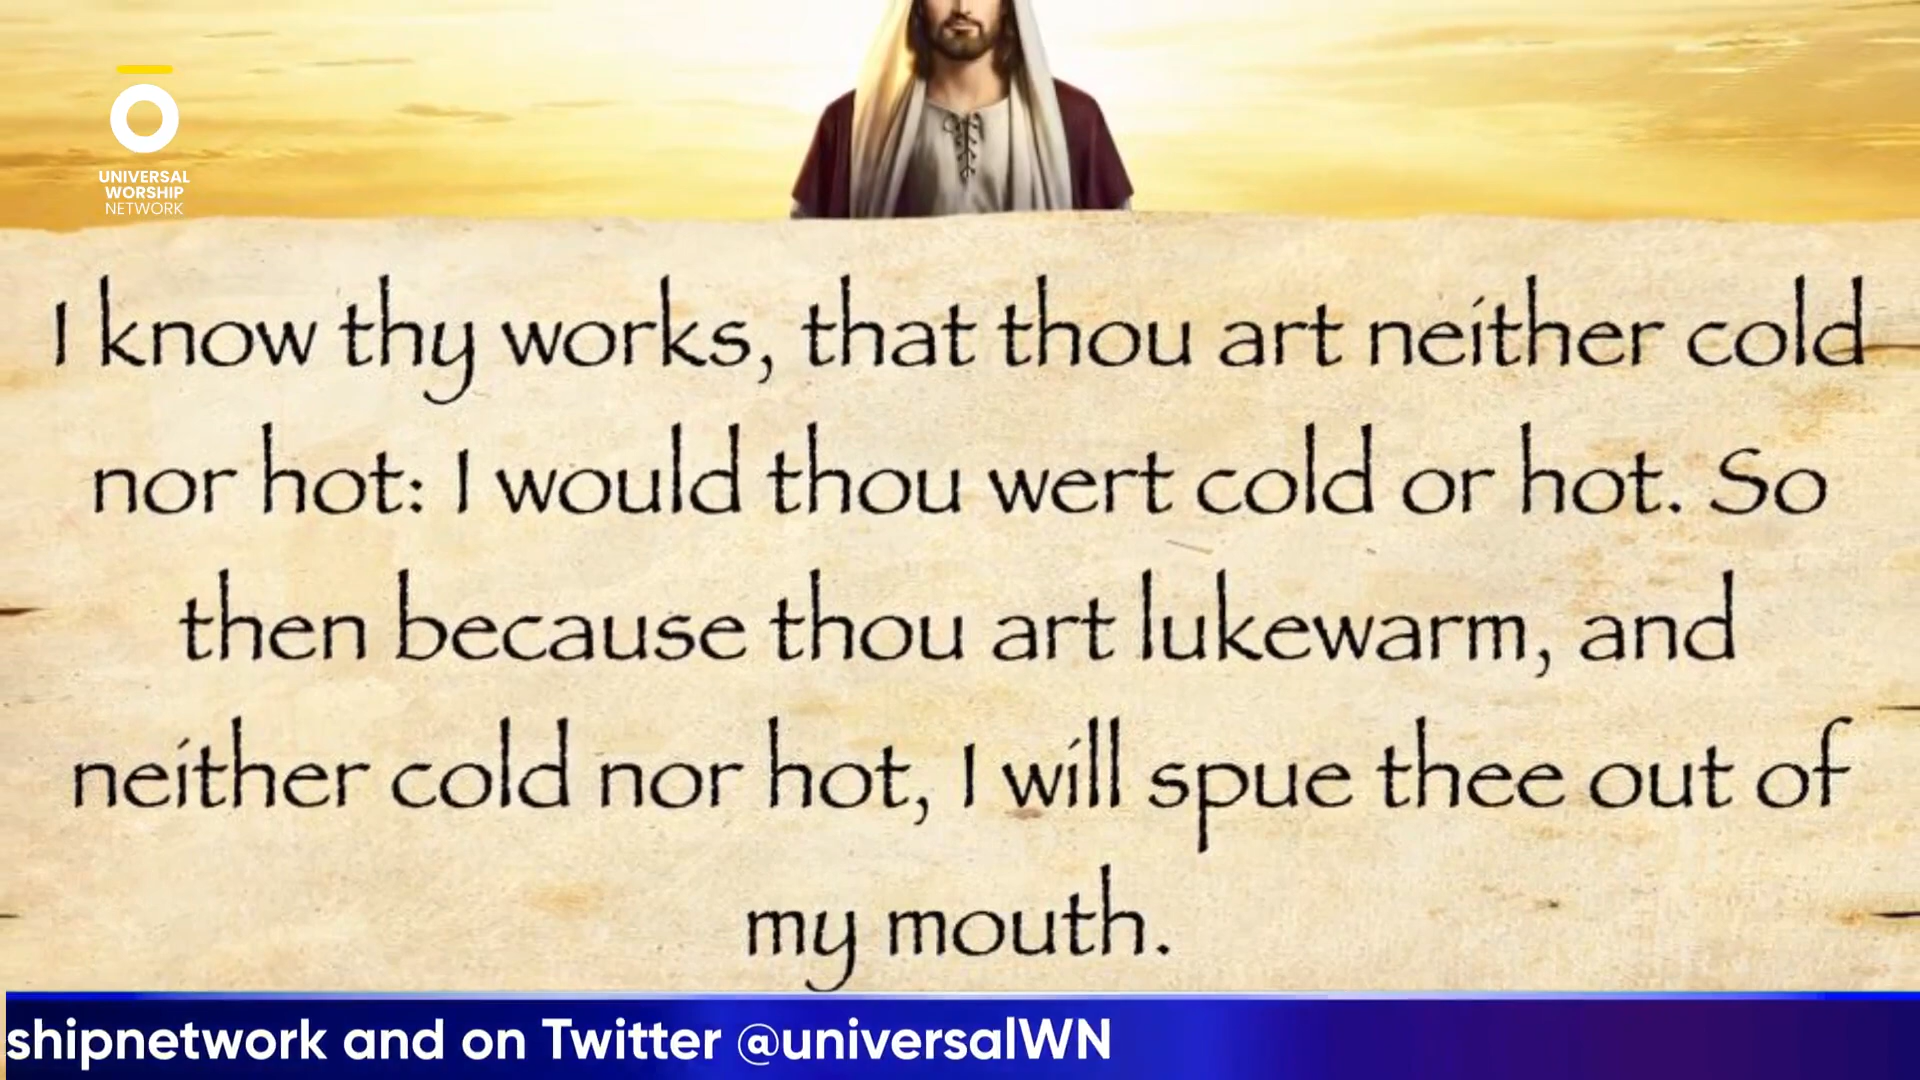 UNIVERSAL
WORSHIP
NETWORK
I know thy works, that thou art neither cold
nor hot: I would thou wert cold or hot. So
then because thou art lukewarm, and
neither cold nor hot, I will spue thee out of
my mouth.
shipnetwork and on Twitter @universalWN